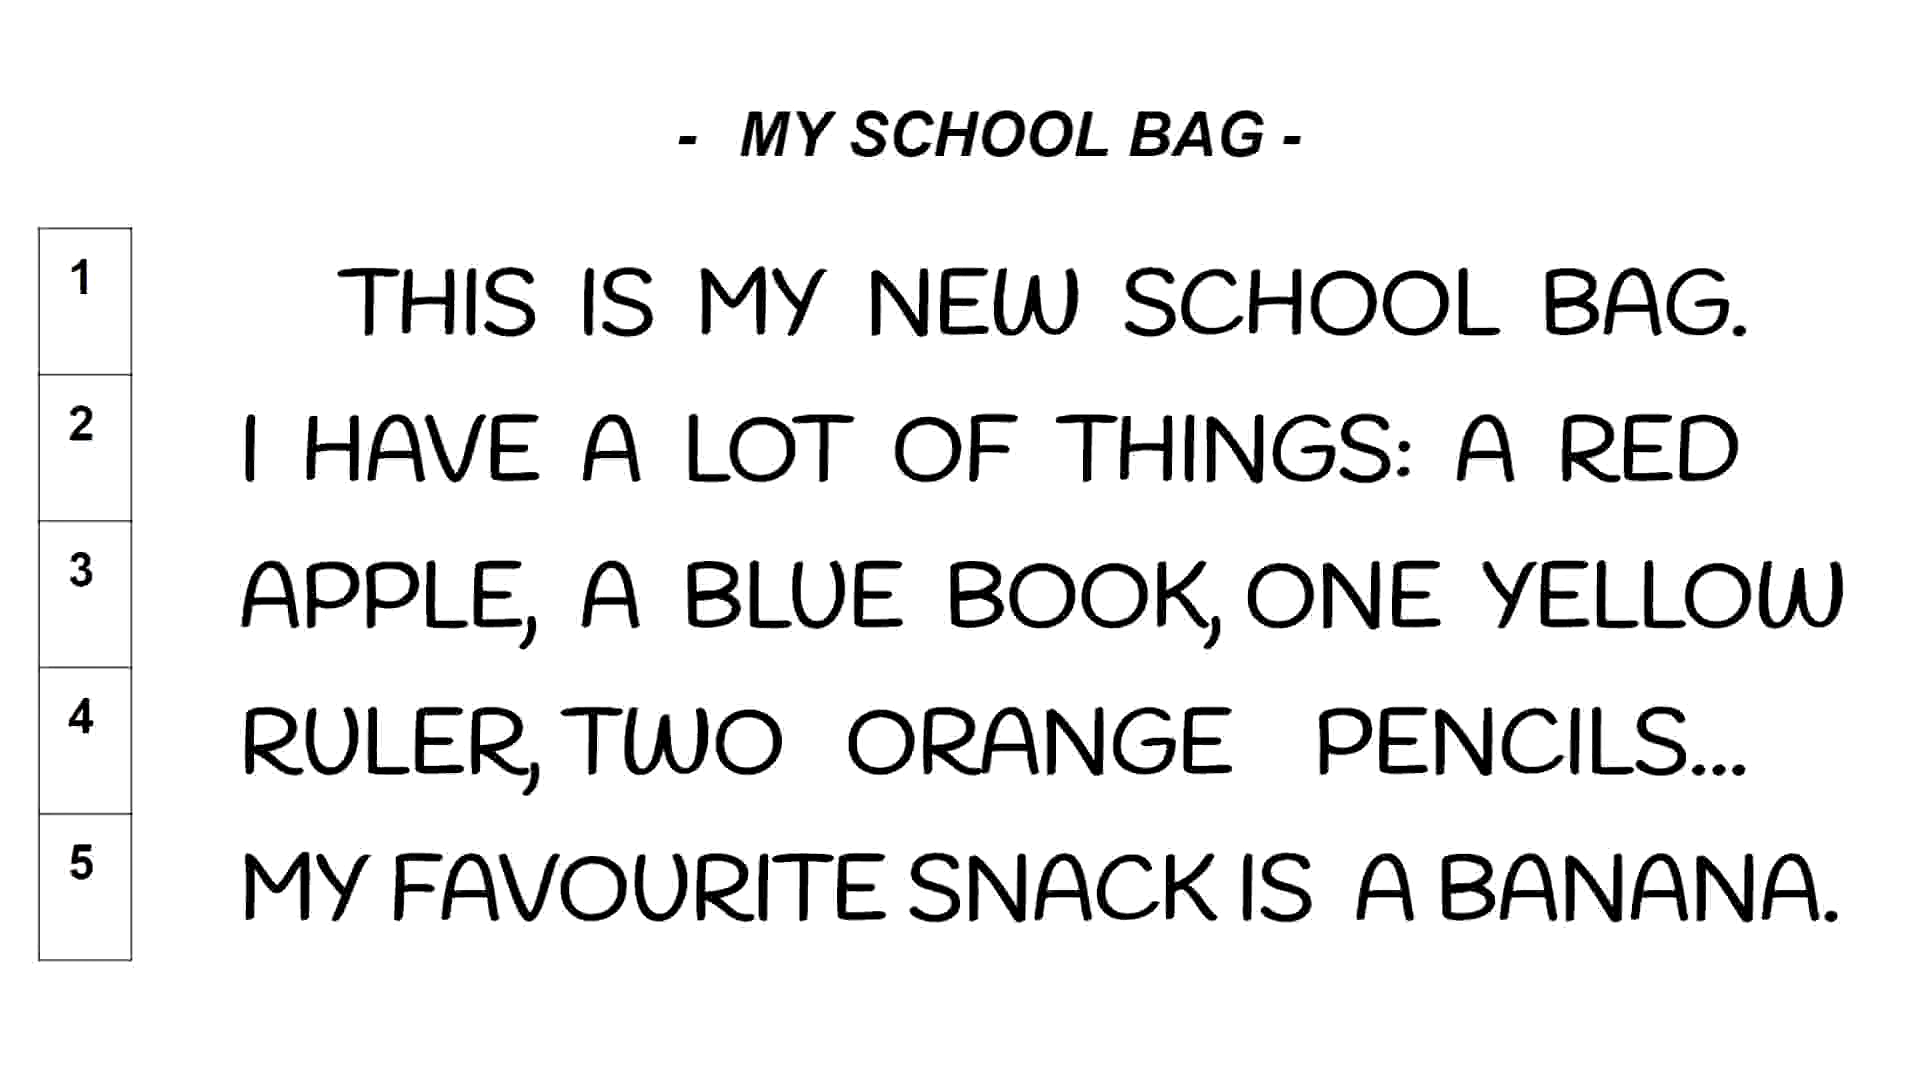 - MY SCHOOL BAG -
1 THIS IS MY NEW SCHOOL BAG.
2 I HAVE A LOT OF THINGS: A RED
3 APPLE, A BLUE BOOK, ONE YELLOW
4 RULER, TWO ORANGE PENCILS...
5 MY FAVOURITE SNACK IS A BANANA.